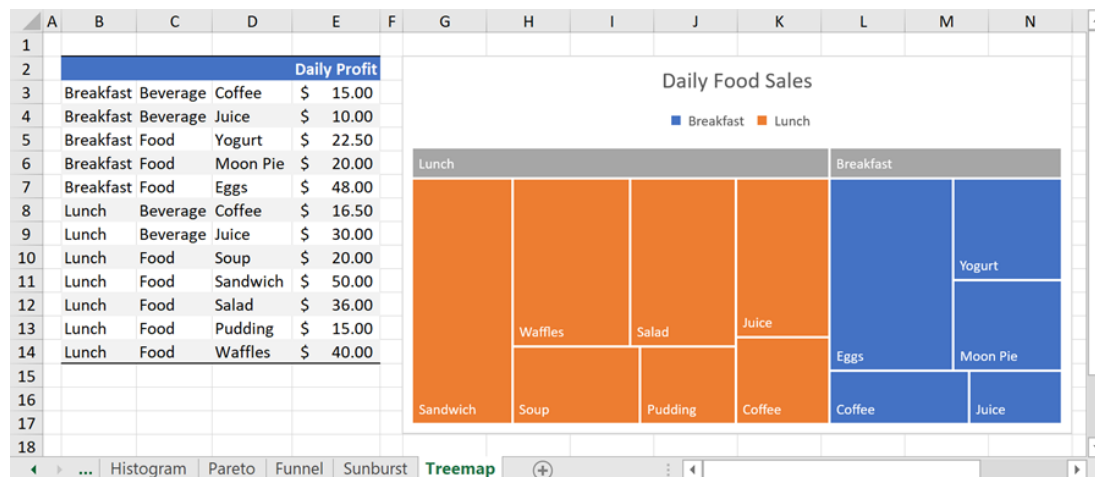 A B C D E F G H I J K L M N
1
2 Daily Profit
3 Breakfast Beverage Coffee $ 15.00
4 Breakfast Beverage Juice $ 10.00
5 Breakfast Food Yogurt $ 22.50
6 Breakfast Food Moon Pie $ 20.00
7 Breakfast Food Eggs $ 48.00
8 Lunch Beverage Coffee $ 16.50
9 Lunch Beverage Juice $ 30.00
10 Lunch Food Soup $ 20.00
11 Lunch Food Sandwich $ 50.00
12 Lunch Food Salad $ 36.00
13 Lunch Food Pudding $ 15.00
14 Lunch Food Waffles $ 40.00
15
16
17
18
Daily Food Sales
Breakfast Lunch
Lunch Breakfast
Yogurt
Waffles Salad Juice
Eggs Moon Pie
Sandwich Soup Pudding Coffee Coffee Juice
... Histogram Pareto Funnel Sunburst Treemap